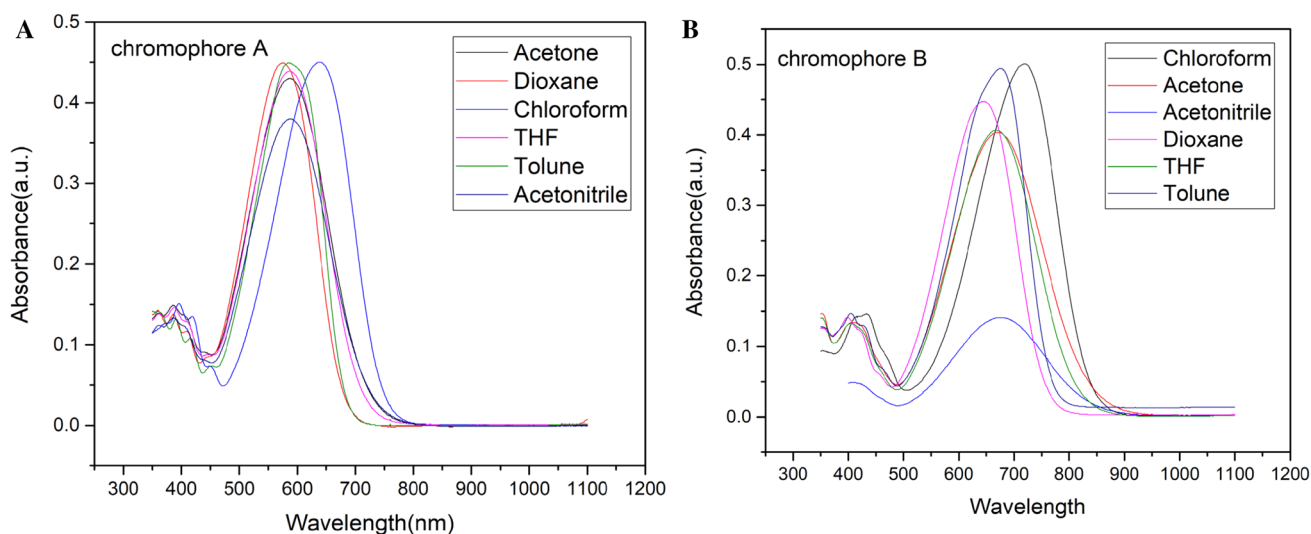 A
chromophore A
Acetone
Dioxane
Chloroform
THF
Tolune
Acetonitrile
Absorbance(a.u.)
0.5
0.4
0.3
0.2
0.1
0.0
300 400 500 600 700 800 900 1000 1100 1200
Wavelength(nm)
B
chromophore B
Chloroform
Acetone
Acetonitrile
Dioxane
THF
Tolune
Absorbance(a.u.)
0.5
0.4
0.3
0.2
0.1
0.0
300 400 500 600 700 800 900 1000 1100 1200
Wavelength